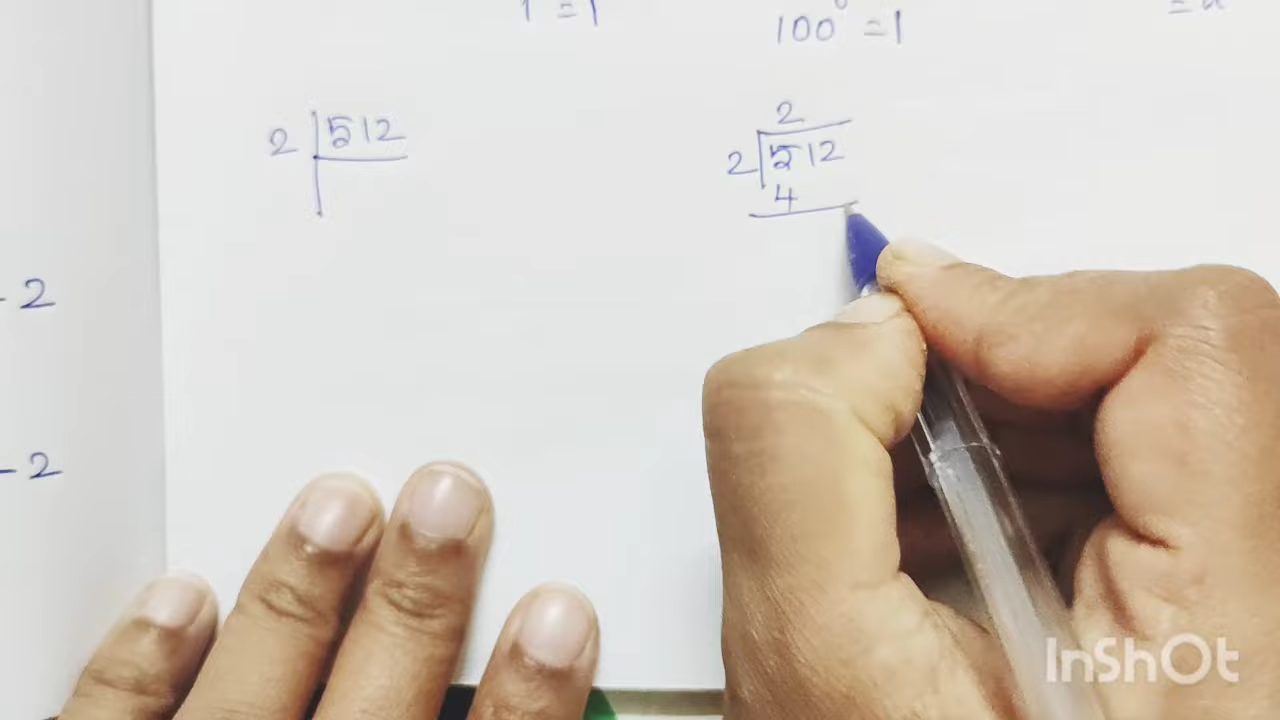 1 = 1
100⁰ = 1
2 | 512
2
2 | 512
4
- 2
- 2
InShOt